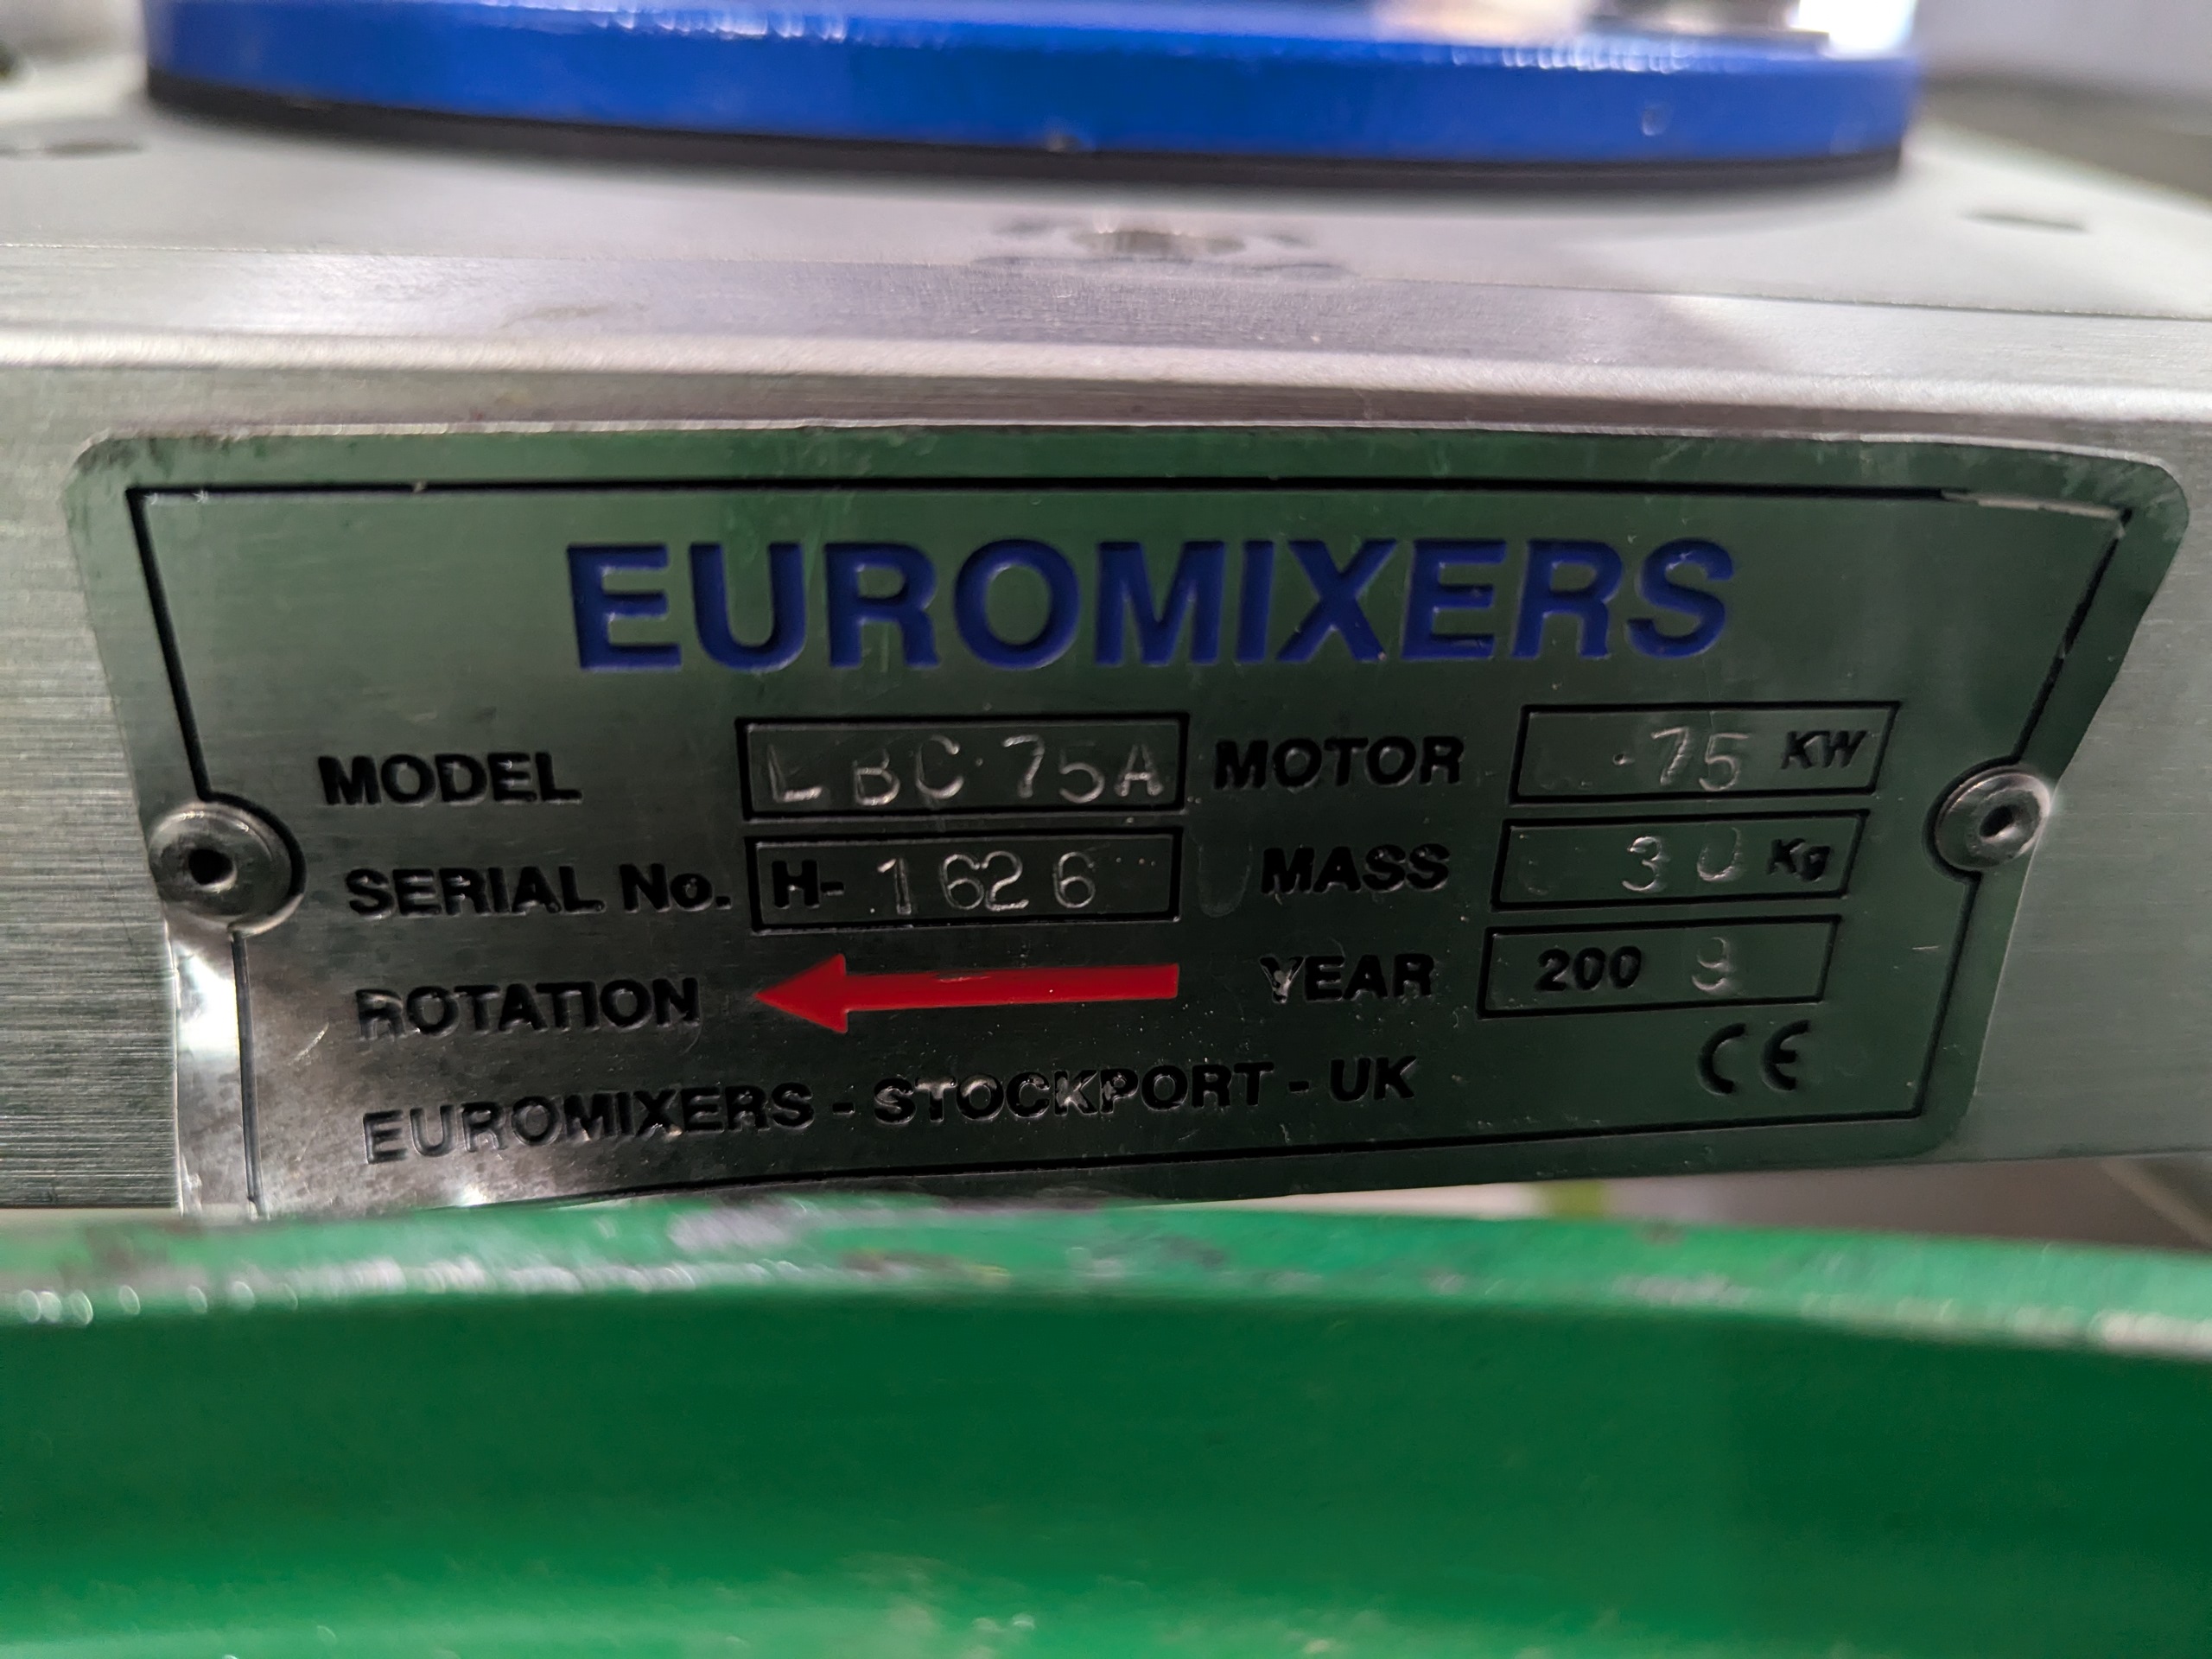 EUROMIXERS
MODEL LBC·75A MOTOR ·75 KW
SERIAL No. H- 1626 MASS 30 Kg
ROTATION YEAR 2009
EUROMIXERS - STOCKPORT - UK CE